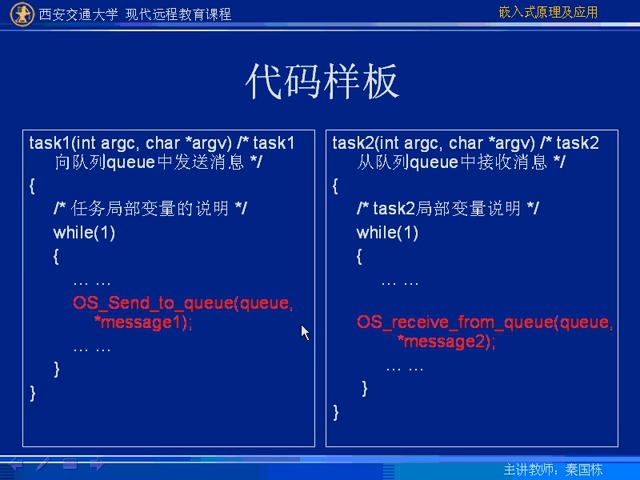 西安交通大学 现代远程教育课程
嵌入式原理及应用
代码样板
task1(int argc, char *argv) /* task1
向队列queue中发送消息 */
{
/* 任务局部变量的说明 */
while(1)
{
... ...
OS_Send_to_queue(queue,
*message1);
... ...
}
}
task2(int argc, char *argv) /* task2
从队列queue中接收消息 */
{
/* task2局部变量说明 */
while(1)
{
... ...
OS_receive_from_queue(queue,
*message2);
... ...
}
}
主讲教师：秦国栋